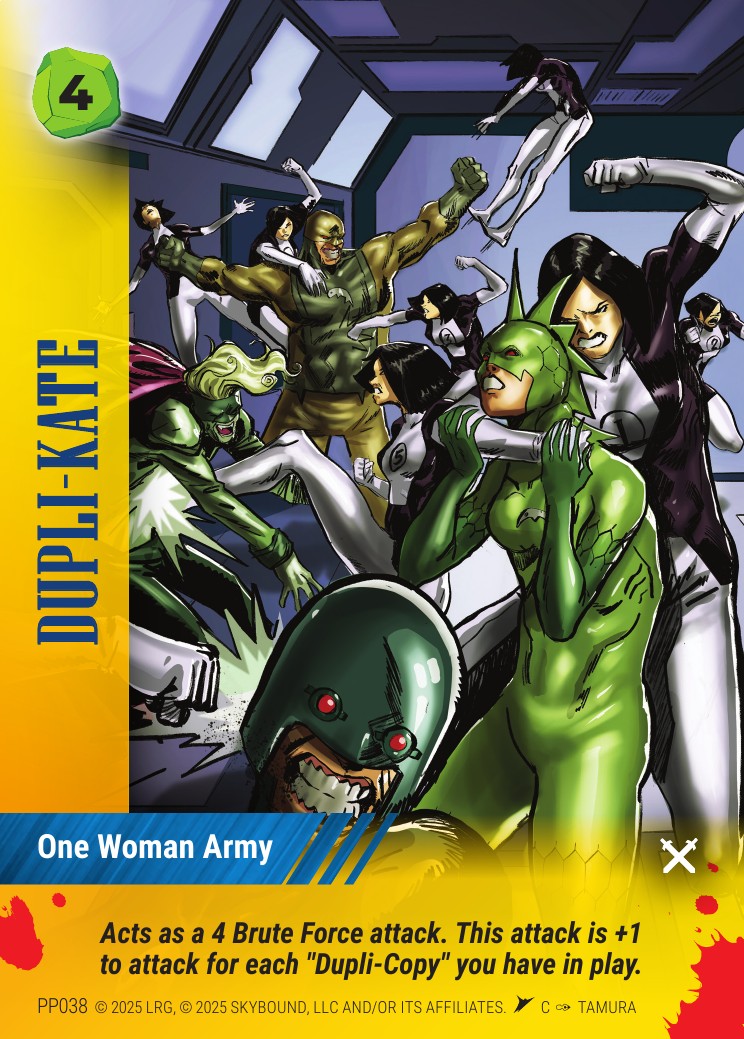 4
DUPLI-KATE
One Woman Army
Acts as a 4 Brute Force attack. This attack is +1
to attack for each "Dupli-Copy" you have in play.
PP038 © 2025 LRG, © 2025 SKYBOUND, LLC AND/OR ITS AFFILIATES. C TAMURA